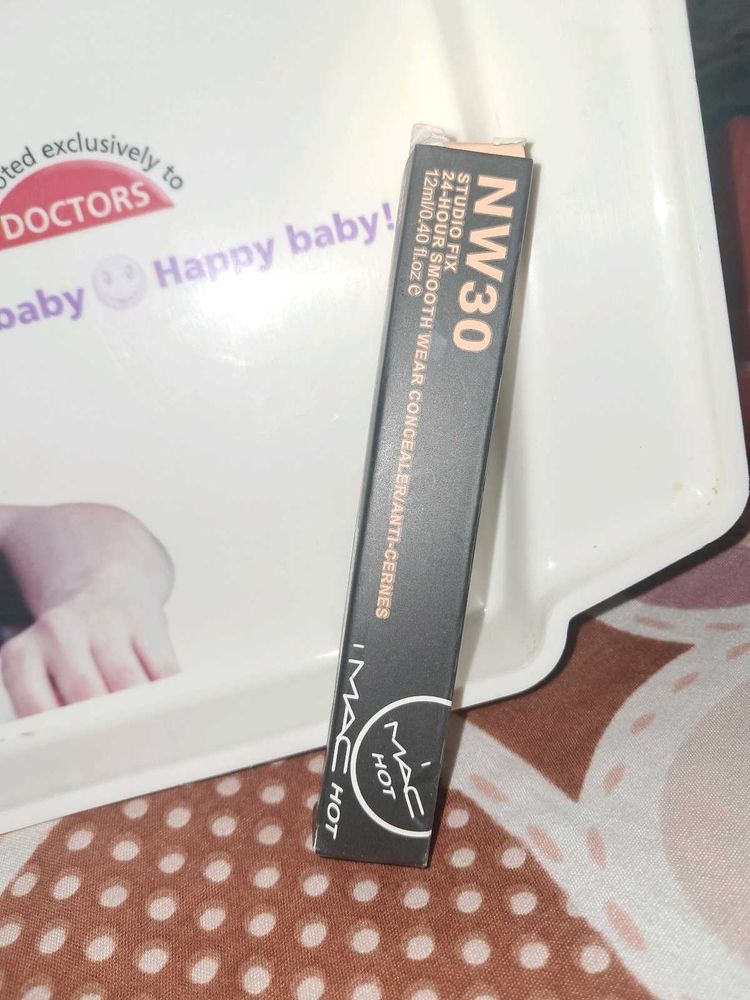 oted exclusively to
DOCTORS
baby Happy baby!
NW30
STUDIO FIX
24-HOUR SMOOTH WEAR CONCEALER/ANTI-CERNES
12ml/0.40 fl.oz e
I MAC HOT
I MAC
HOT